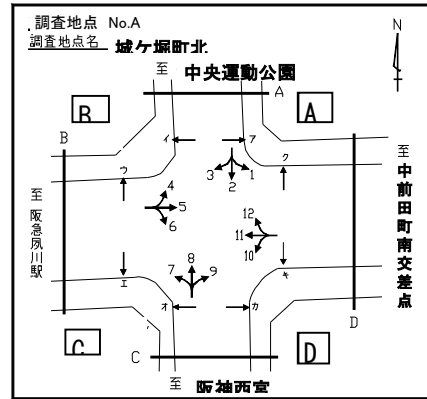 調査地点 No.A
調査地点名 城ケ堀町北
N
至 中央運動公園
A
B
A
B
イ
ア
ウ
ク
3
2
1
至 阪急夙川駅
4
5
6
12
11
10
至 中前田町南交差点
7
8
9
エ
キ
オ
カ
C
D
D
C
至 阪神西宮